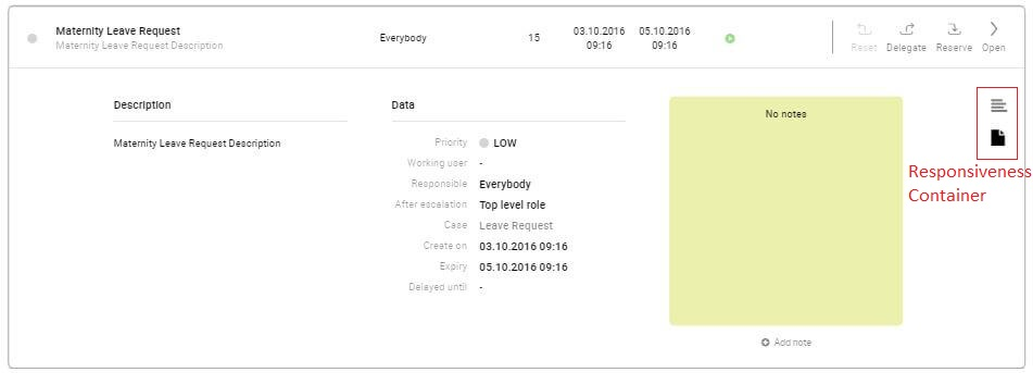 Maternity Leave Request
Maternity Leave Request Description
Everybody
15
03.10.2016
09:16
05.10.2016
09:16
Reset
Delegate
Reserve
Open
Description
Maternity Leave Request Description
Data
Priority LOW
Working user -
Responsible Everybody
After escalation Top level role
Case Leave Request
Create on 03.10.2016 09:16
Expiry 05.10.2016 09:16
Delayed until -
No notes
Add note
Responsiveness
Container